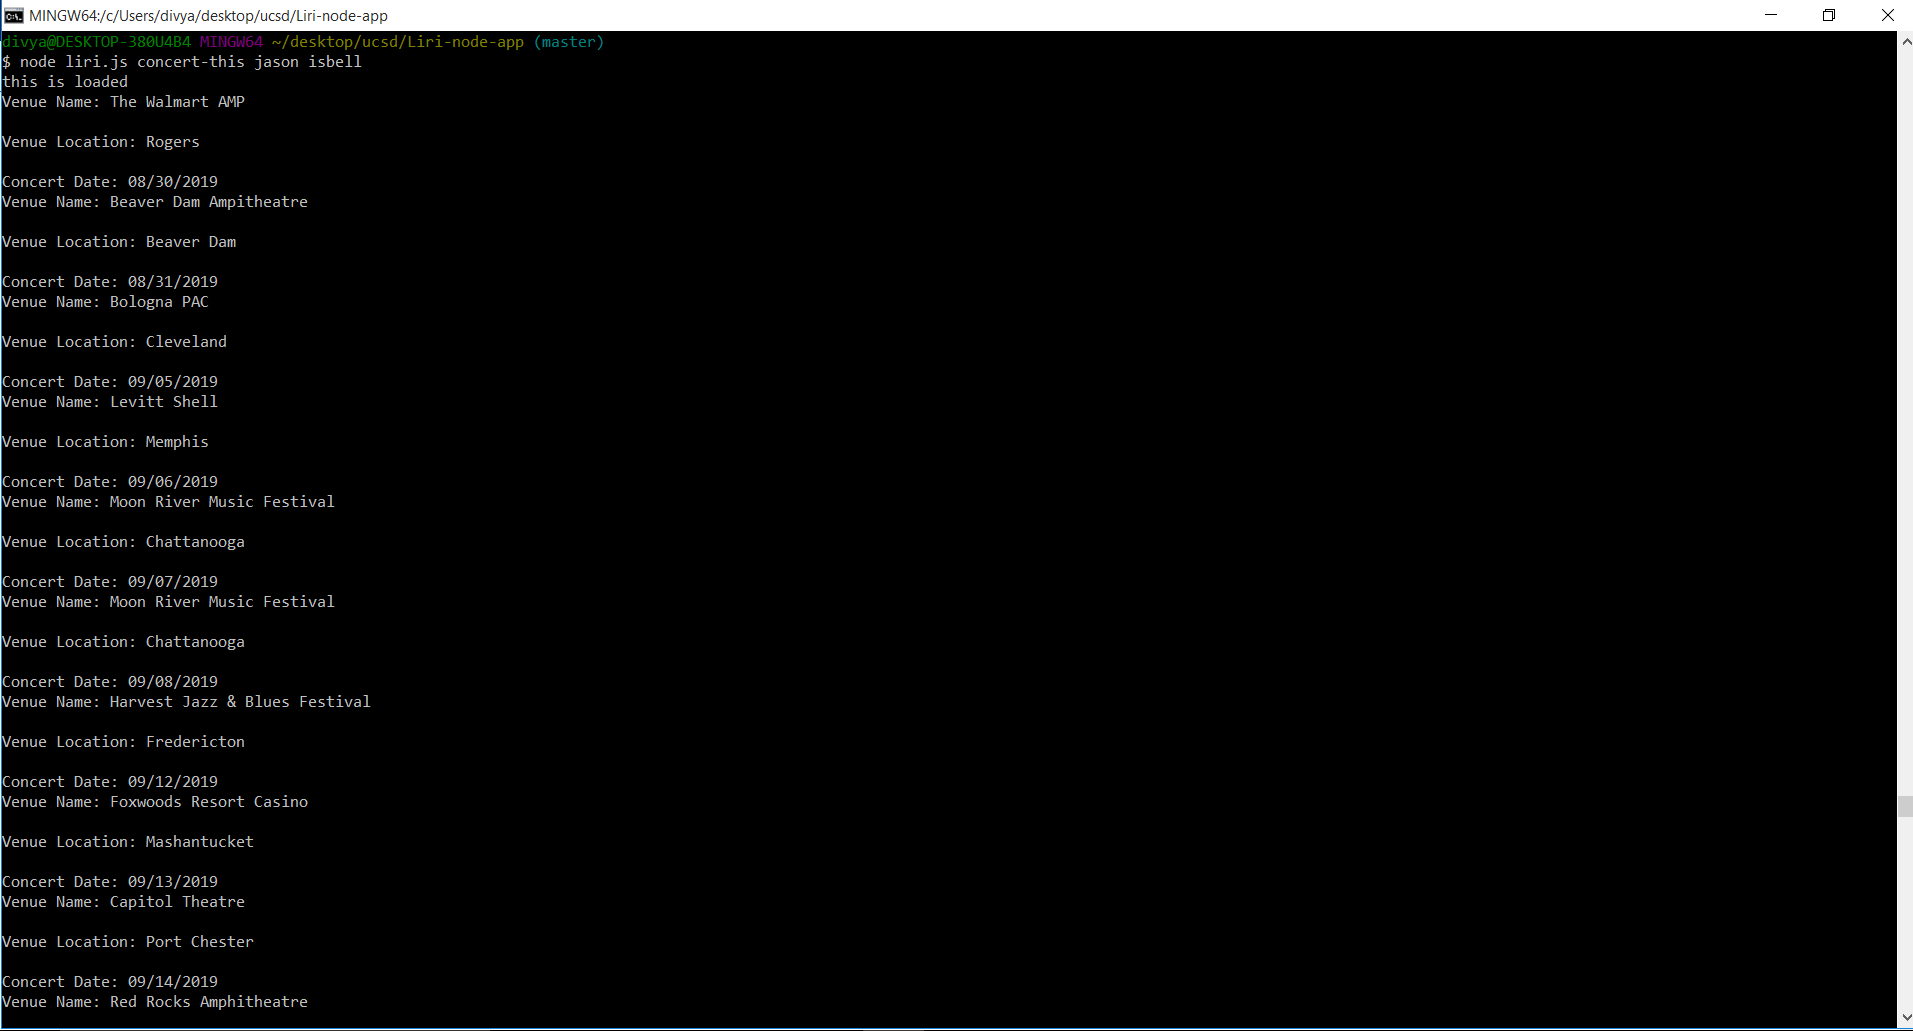 MINGW64:/c/Users/divya/desktop/ucsd/Liri-node-app
divya@DESKTOP-380U4B4 MINGW64 ~/desktop/ucsd/Liri-node-app (master)
$ node liri.js concert-this jason isbell
this is loaded
Venue Name: The Walmart AMP
Venue Location: Rogers
Concert Date: 08/30/2019
Venue Name: Beaver Dam Ampitheatre
Venue Location: Beaver Dam
Concert Date: 08/31/2019
Venue Name: Bologna PAC
Venue Location: Cleveland
Concert Date: 09/05/2019
Venue Name: Levitt Shell
Venue Location: Memphis
Concert Date: 09/06/2019
Venue Name: Moon River Music Festival
Venue Location: Chattanooga
Concert Date: 09/07/2019
Venue Name: Moon River Music Festival
Venue Location: Chattanooga
Concert Date: 09/08/2019
Venue Name: Harvest Jazz & Blues Festival
Venue Location: Fredericton
Concert Date: 09/12/2019
Venue Name: Foxwoods Resort Casino
Venue Location: Mashantucket
Concert Date: 09/13/2019
Venue Name: Capitol Theatre
Venue Location: Port Chester
Concert Date: 09/14/2019
Venue Name: Red Rocks Amphitheatre